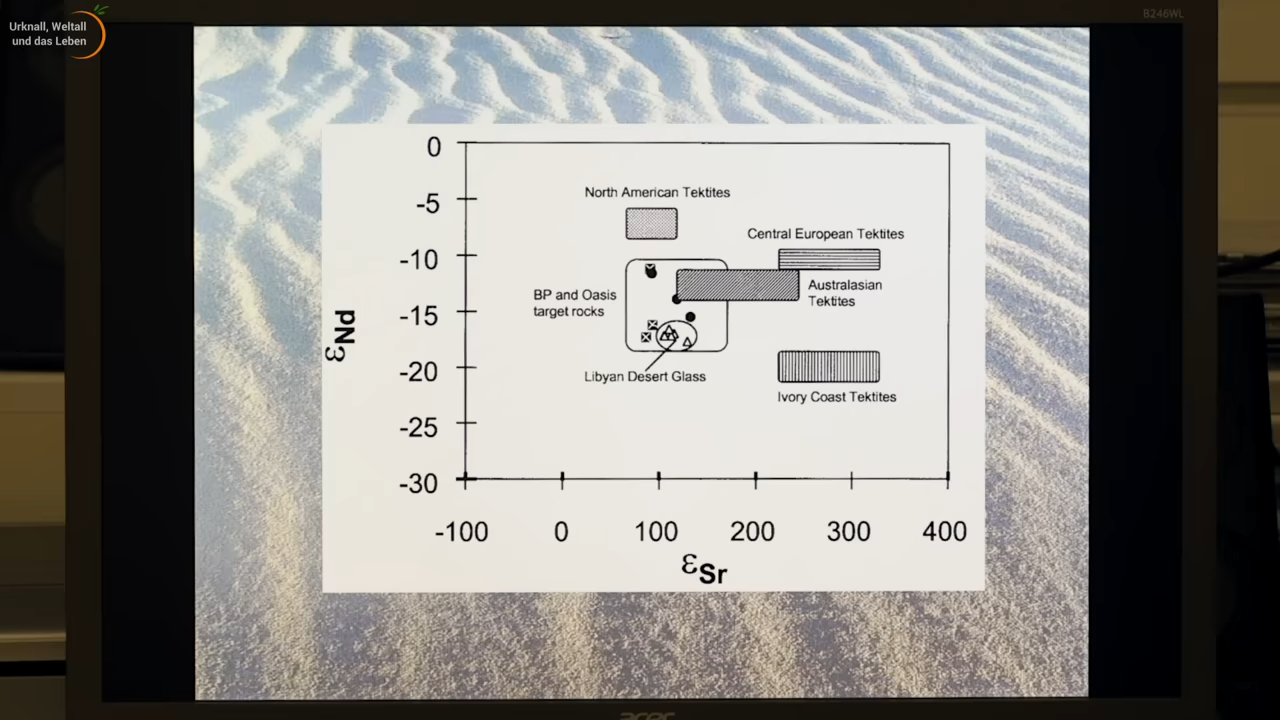 Urknall, Weltall
und das Leben
B246WL
0
-5
-10
-15
-20
-25
-30
εNd
North American Tektites
Central European Tektites
BP and Oasis
target rocks
Australasian
Tektites
Libyan Desert Glass
Ivory Coast Tektites
-100
0
100
200
300
400
εSr
acer